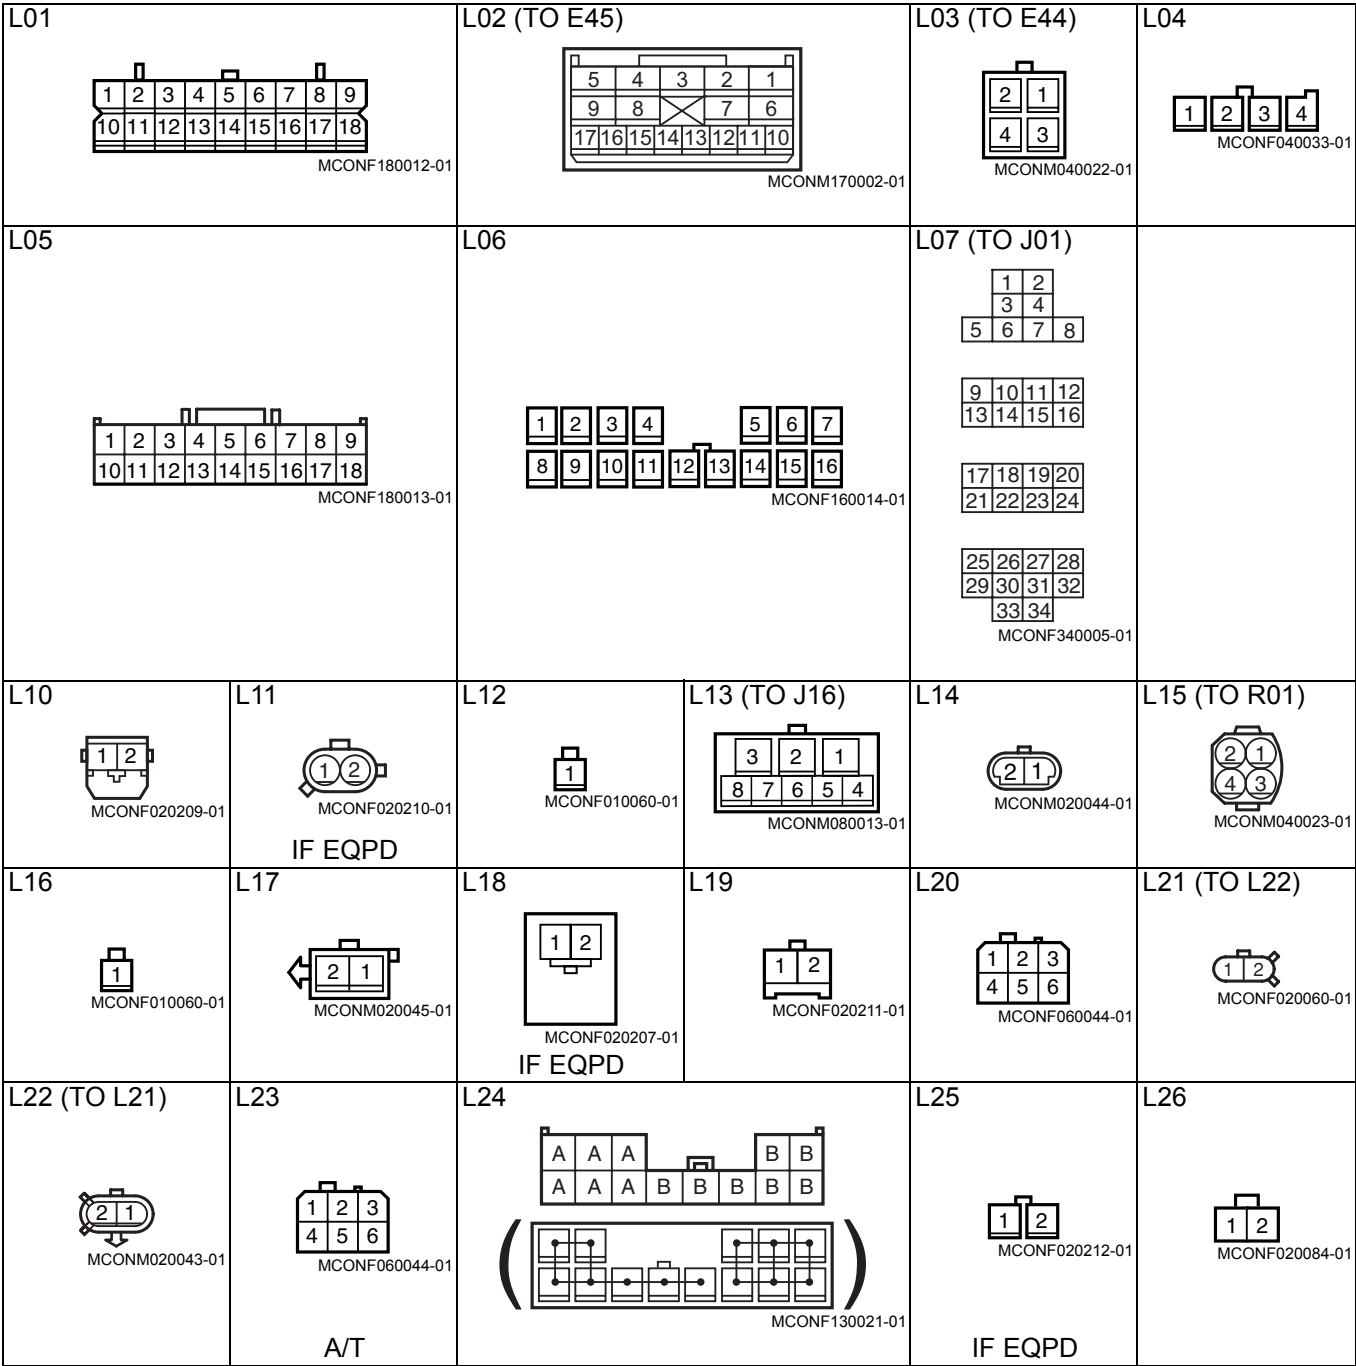 L01
L02 (TO E45)
L03 (TO E44)
L04
1 2 3 4 5 6 7 8 9
10 11 12 13 14 15 16 17 18
MCONF180012-01
5 4 3 2 1
9 8 7 6
17 16 15 14 13 12 11 10
MCONM170002-01
2 1
4 3
MCONM040022-01
1 2 3 4
MCONF040033-01
L05
L06
L07 (TO J01)
1 2 3 4 5 6 7 8 9
10 11 12 13 14 15 16 17 18
MCONF180013-01
1 2 3 4 5 6 7
8 9 10 11 12 13 14 15 16
MCONF160014-01
1 2
3 4
5 6 7 8
9 10 11 12
13 14 15 16
17 18 19 20
21 22 23 24
25 26 27 28
29 30 31 32
33 34
MCONF340005-01
L10
L11
L12
L13 (TO J16)
L14
L15 (TO R01)
1 2
MCONF020209-01
1 2
MCONF020210-01
IF EQPD
1
MCONF010060-01
3 2 1
8 7 6 5 4
MCONM080013-01
2 1
MCONM020044-01
2 1
4 3
MCONM040023-01
L16
L17
L18
L19
L20
L21 (TO L22)
1
MCONF010060-01
2 1
MCONM020045-01
1 2
MCONF020207-01
IF EQPD
1 2
MCONF020211-01
1 2 3
4 5 6
MCONF060044-01
1 2
MCONF020060-01
L22 (TO L21)
L23
L24
L25
L26
2 1
MCONM020043-01
1 2 3
4 5 6
MCONF060044-01
A/T
A A A B B
A A A B B B B B
MCONF130021-01
1 2
MCONF020212-01
IF EQPD
1 2
MCONF020084-01